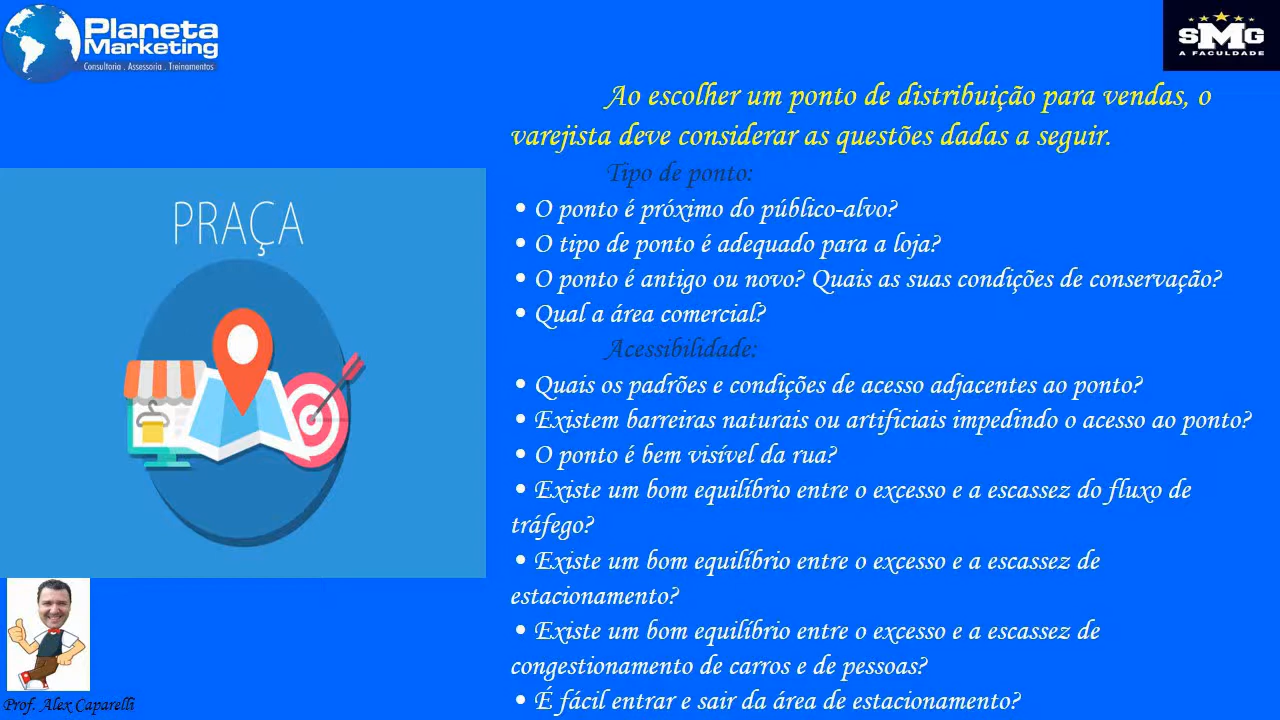 Planeta
Marketing
Consultoria . Assessoria . Treinamentos
SMG
A FACULDADE
Ao escolher um ponto de distribuição para vendas, o
varejista deve considerar as questões dadas a seguir.
Tipo de ponto:
• O ponto é próximo do público-alvo?
• O tipo de ponto é adequado para a loja?
• O ponto é antigo ou novo? Quais as suas condições de conservação?
• Qual a área comercial?
Acessibilidade:
• Quais os padrões e condições de acesso adjacentes ao ponto?
• Existem barreiras naturais ou artificiais impedindo o acesso ao ponto?
• O ponto é bem visível da rua?
• Existe um bom equilíbrio entre o excesso e a escassez do fluxo de
tráfego?
• Existe um bom equilíbrio entre o excesso e a escassez de
estacionamento?
• Existe um bom equilíbrio entre o excesso e a escassez de
congestionamento de carros e de pessoas?
• É fácil entrar e sair da área de estacionamento?
PRAÇA
Prof. Alex Caparelli